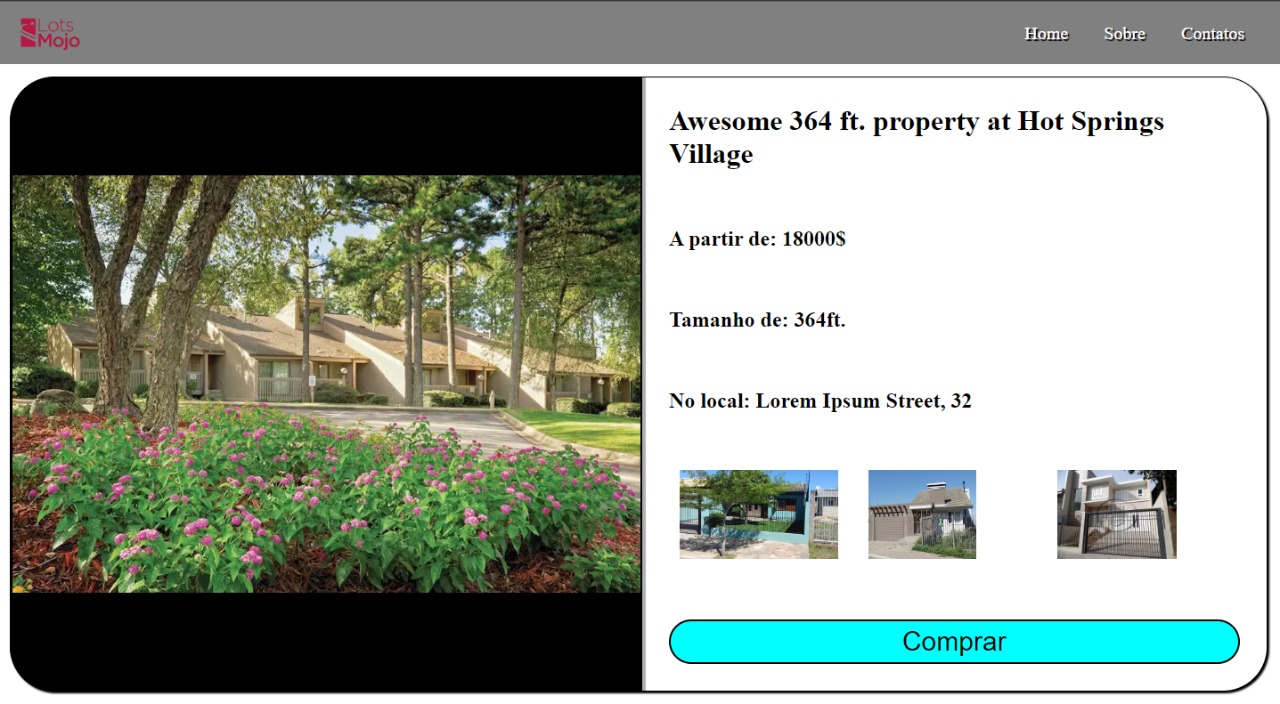 Lots
Mojo
Home Sobre Contatos
Awesome 364 ft. property at Hot Springs
Village
A partir de: 18000$
Tamanho de: 364ft.
No local: Lorem Ipsum Street, 32
Comprar